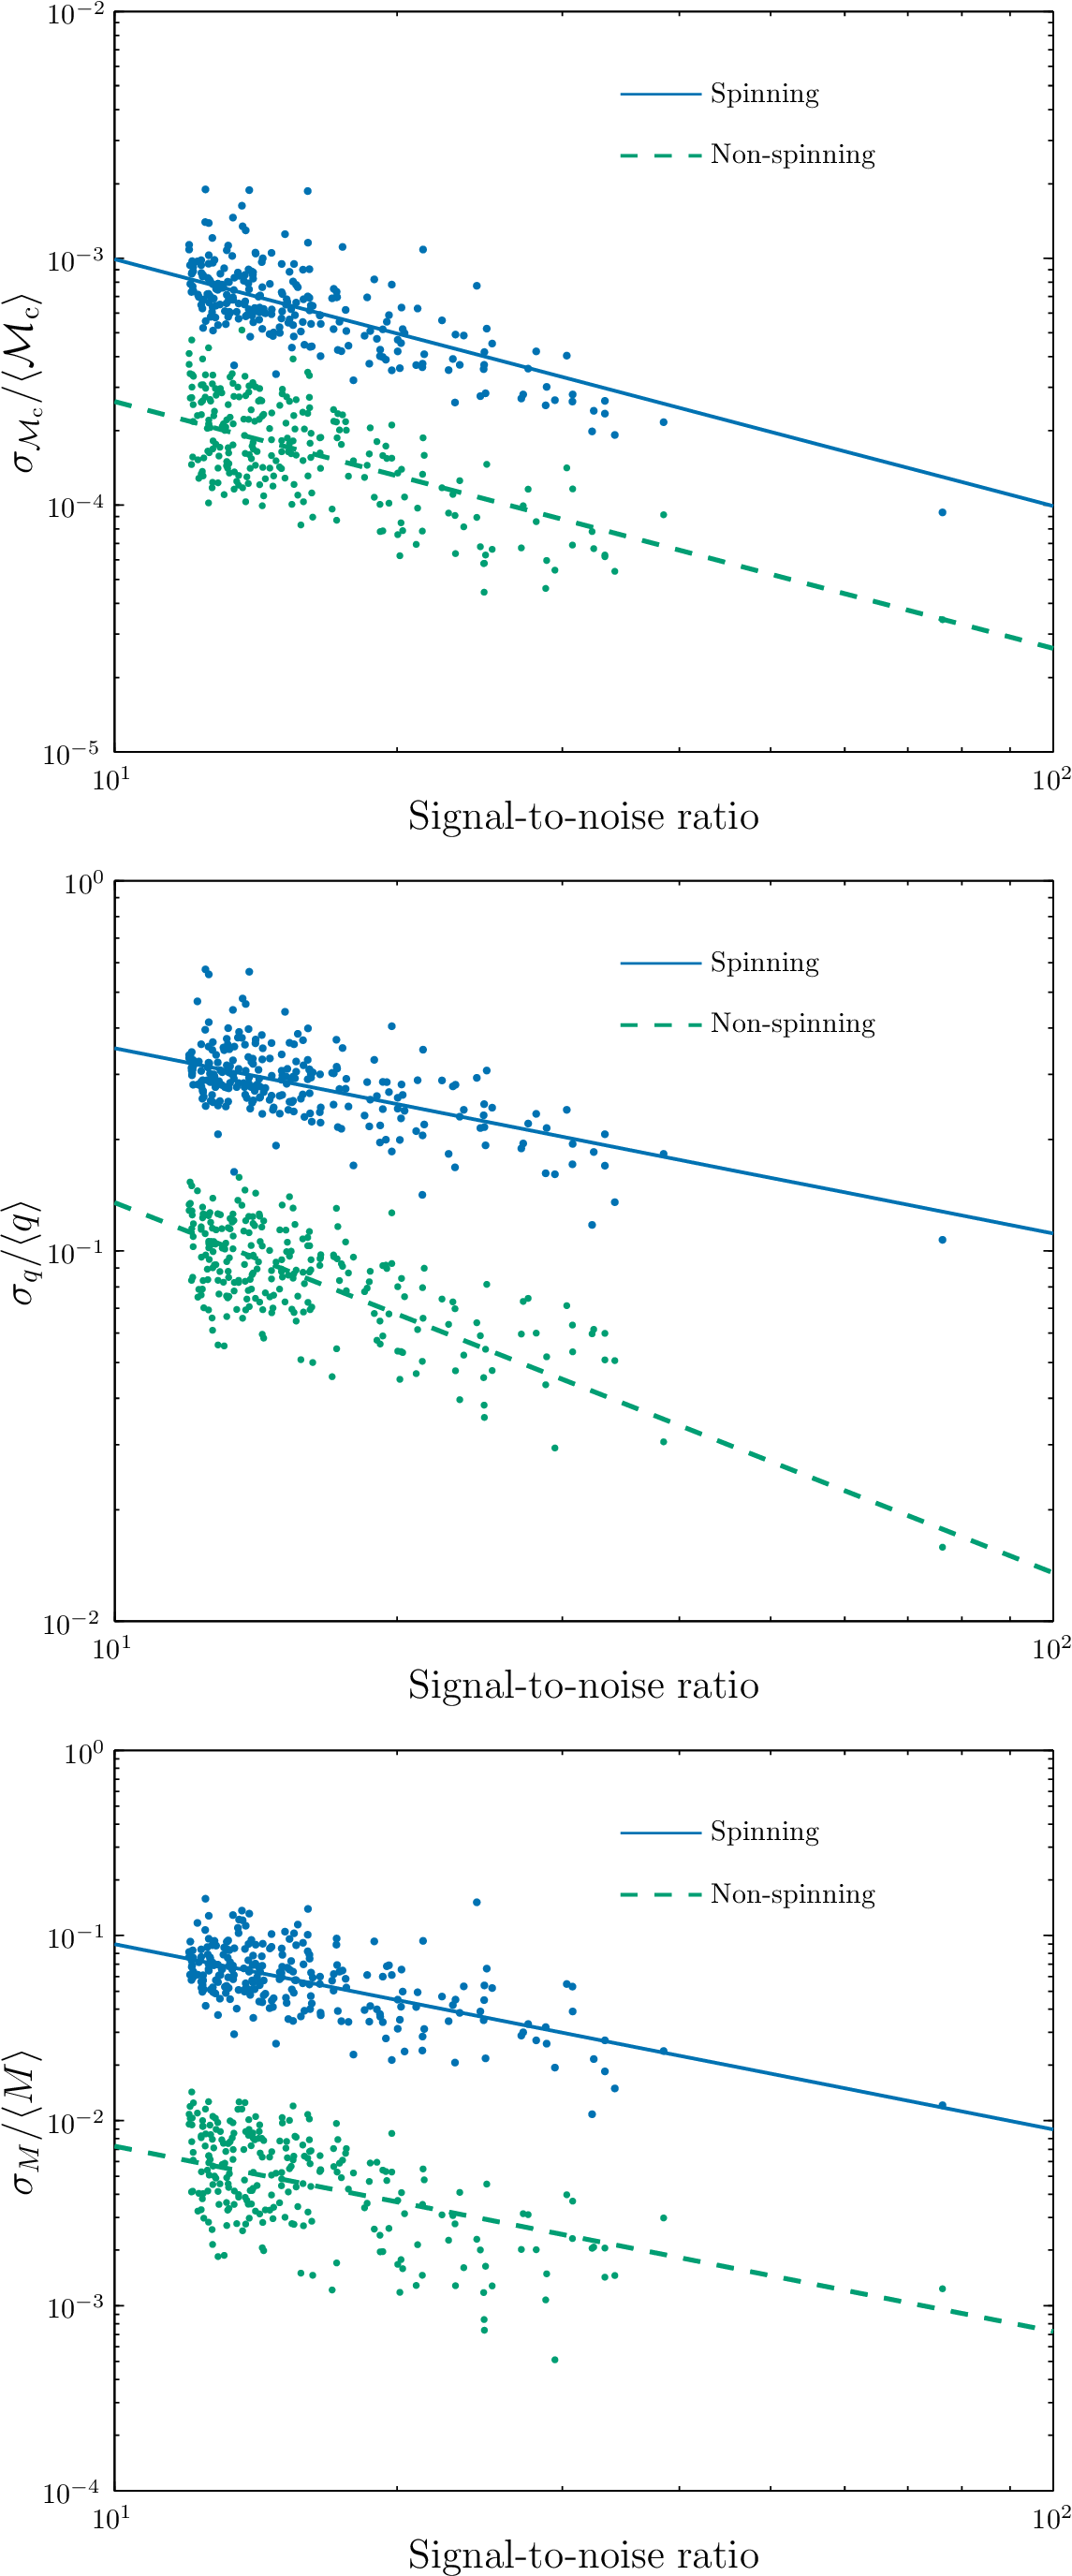 10⁻²
Spinning
Non-spinning
10⁻³
σ_ℳc/⟨ℳc⟩
10⁻⁴
10⁻⁵
10¹ 10²
Signal-to-noise ratio
10⁰
Spinning
Non-spinning
σ_q/⟨q⟩
10⁻¹
10⁻²
10¹ 10²
Signal-to-noise ratio
10⁰
Spinning
Non-spinning
10⁻¹
σ_M/⟨M⟩
10⁻²
10⁻³
10⁻⁴
10¹ 10²
Signal-to-noise ratio